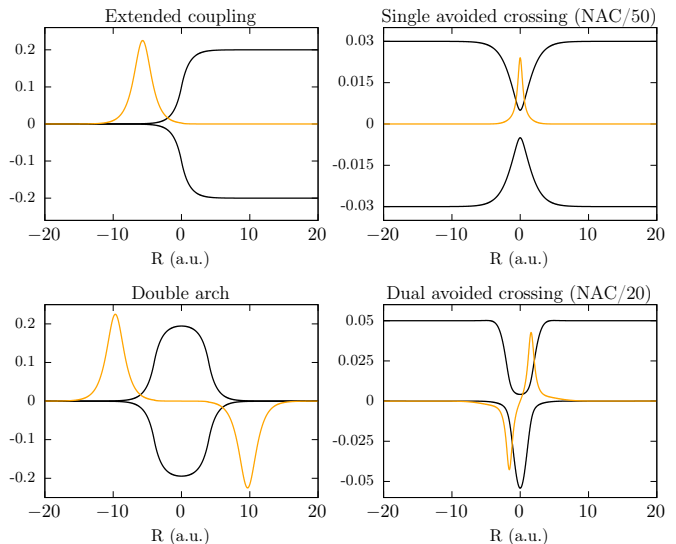 Extended coupling
0.2
0.1
0
-0.1
-0.2
−20 −10 0 10 20
R (a.u.)
Single avoided crossing (NAC/50)
0.03
0.015
0
-0.015
-0.03
−20 −10 0 10 20
R (a.u.)
Double arch
0.2
0.1
0
-0.1
-0.2
−20 −10 0 10 20
R (a.u.)
Dual avoided crossing (NAC/20)
0.05
0.025
0
-0.025
-0.05
−20 −10 0 10 20
R (a.u.)